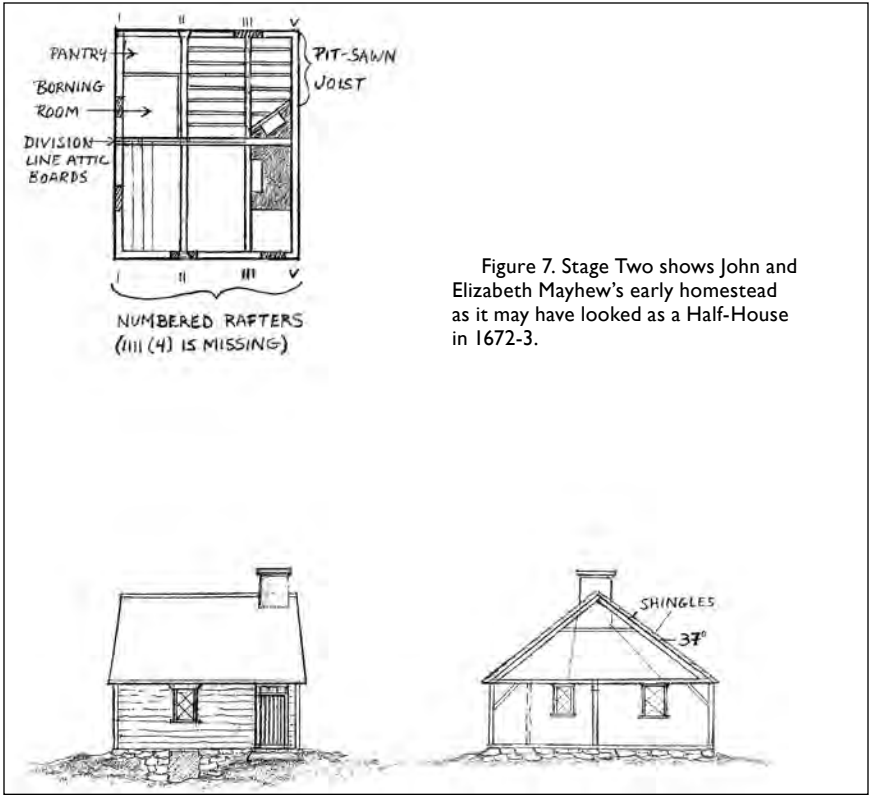 I II III V
PANTRY
PIT-SAWN
JOIST
BORNING
ROOM
DIVISION
LINE ATTIC
BOARDS
I II III V
NUMBERED RAFTERS
(IIII (4) IS MISSING)
Figure 7. Stage Two shows John and
Elizabeth Mayhew’s early homestead
as it may have looked as a Half-House
in 1672-3.
SHINGLES
37°